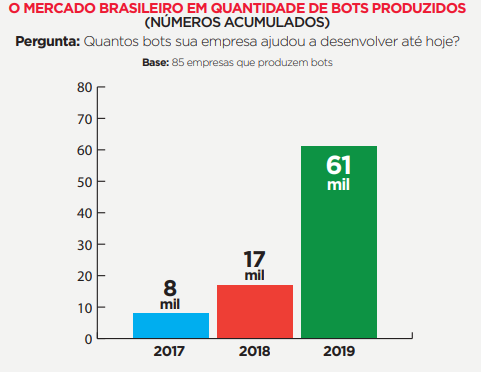 O MERCADO BRASILEIRO EM QUANTIDADE DE BOTS PRODUZIDOS
(NÚMEROS ACUMULADOS)
Pergunta: Quantos bots sua empresa ajudou a desenvolver até hoje?
Base: 85 empresas que produzem bots
80
70
60
50
40
30
20
10
0
8
mil
17
mil
61
mil
2017
2018
2019